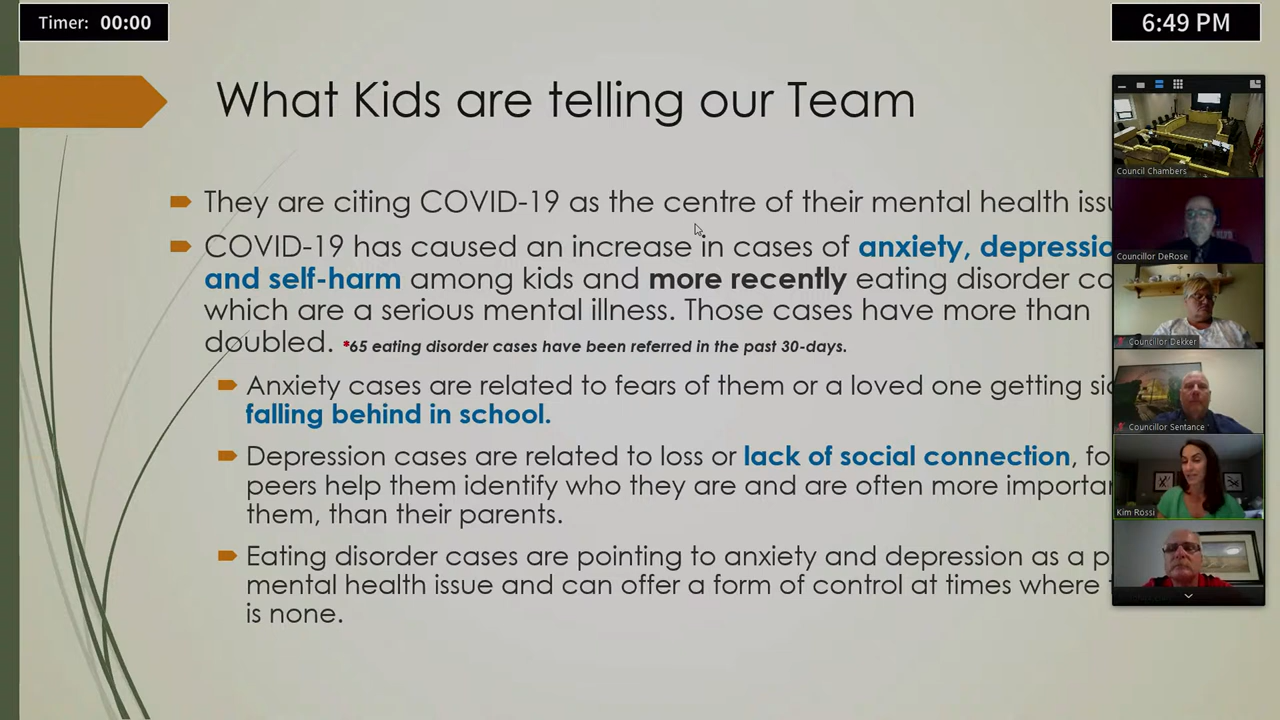 Timer: 00:00
6:49 PM
What Kids are telling our Team
They are citing COVID-19 as the centre of their mental health
COVID-19 has caused an increase in cases of anxiety,
and self-harm among kids and more recently eating disorder
which are a serious mental illness. Those cases have more than
doubled. *65 eating disorder cases have been referred in the past 30-days.
Anxiety cases are related to fears of them or a loved one getting
falling behind in school.
Depression cases are related to loss or lack of social connection,
peers help them identify who they are and are often more
them, than their parents.
Eating disorder cases are pointing to anxiety and depression as a
mental health issue and can offer a form of control at times where
is none.
Council Chambers
Councillor DeRose
Councillor Dekker
Councillor Sentance
Kim Rossi